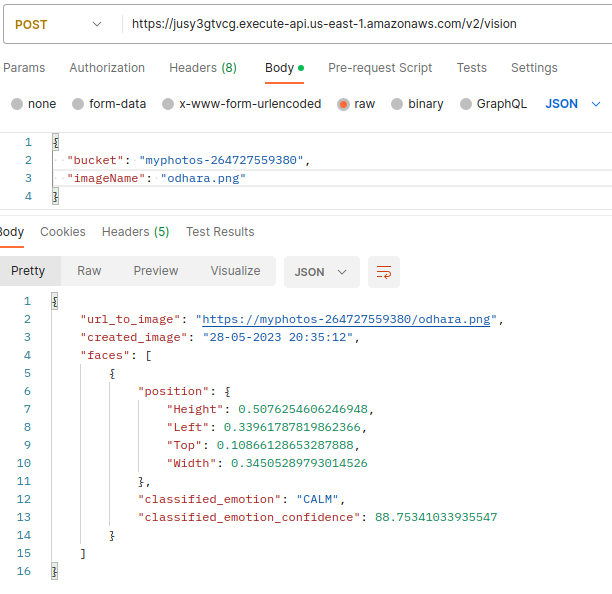 POST https://jusy3gtvcg.execute-api.us-east-1.amazonaws.com/v2/vision
Params Authorization Headers (8) Body Pre-request Script Tests Settings
none form-data x-www-form-urlencoded raw binary GraphQL JSON
1 {
2 "bucket": "myphotos-264727559380",
3 "imageName": "odhara.png"
4 }
Body Cookies Headers (5) Test Results
Pretty Raw Preview Visualize JSON
1 {
2 "url_to_image": "https://myphotos-264727559380/odhara.png",
3 "created_image": "28-05-2023 20:35:12",
4 "faces": [
5 {
6 "position": {
7 "Height": 0.5076254606246948,
8 "Left": 0.33961787819862366,
9 "Top": 0.10866128653287888,
10 "Width": 0.34505289793014526
11 },
12 "classified_emotion": "CALM",
13 "classified_emotion_confidence": 88.75341033935547
14 }
15 ]
16 }